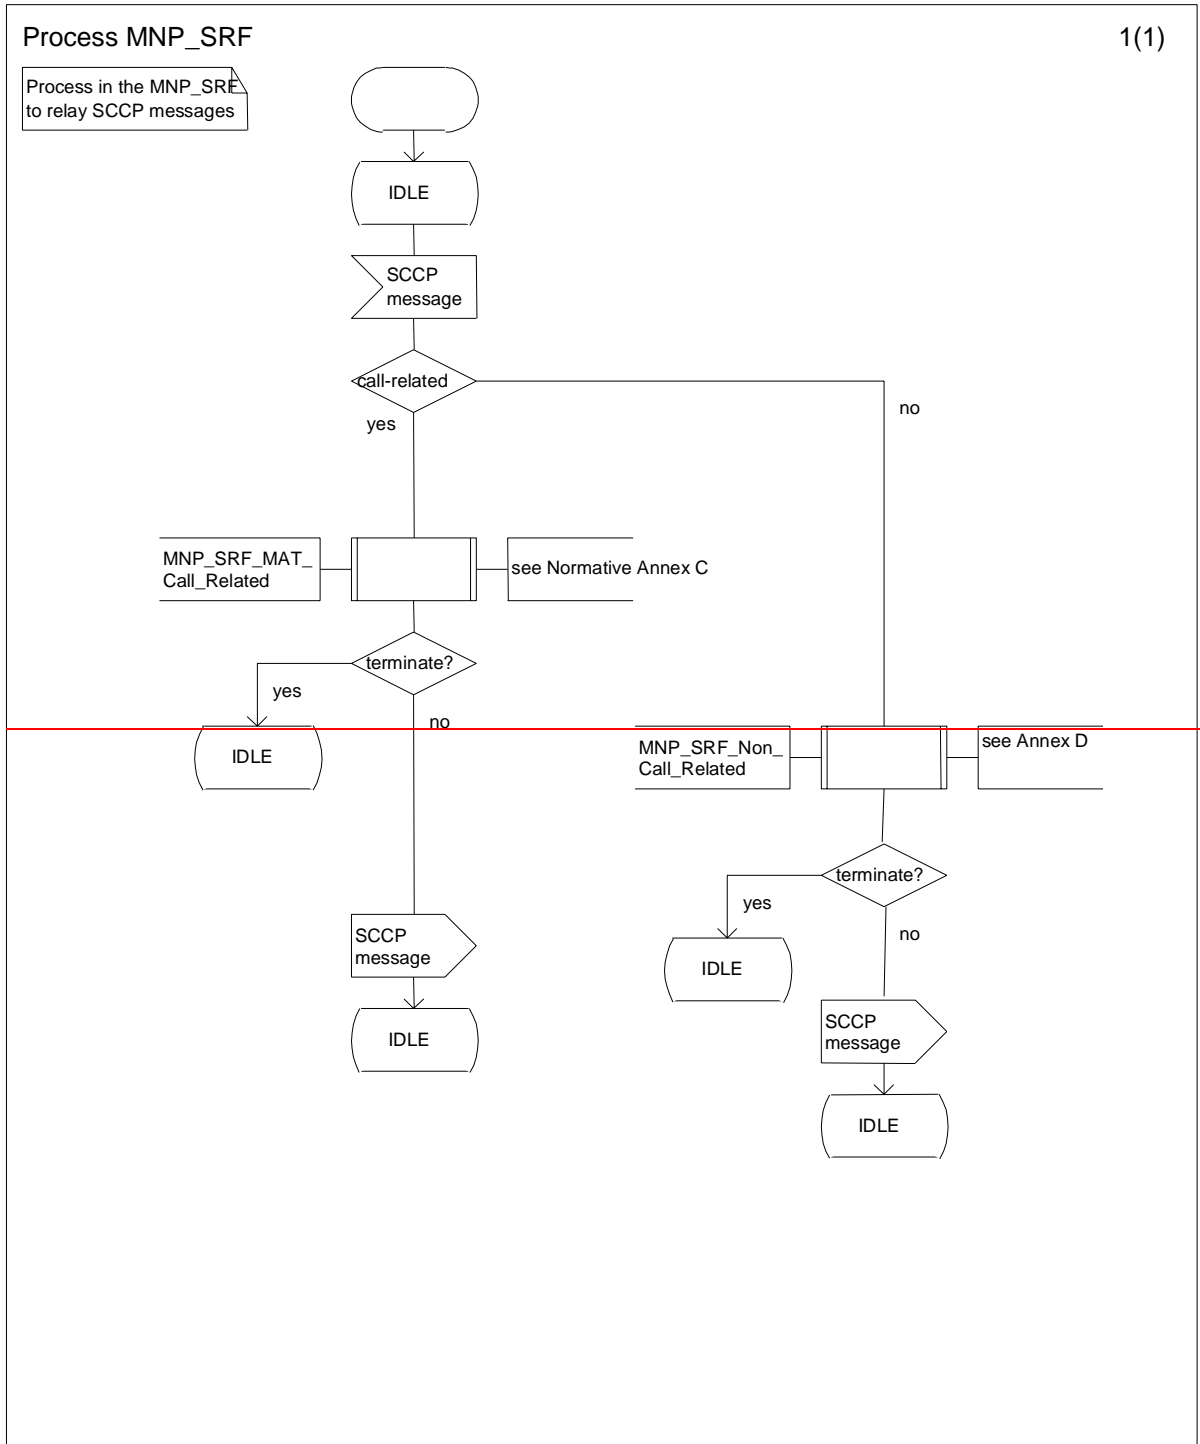 Process MNP_SRF
1(1)
Process in the MNP_SRF
to relay SCCP messages
IDLE
SCCP
message
call-related
yes
no
MNP_SRF_MAT_
Call_Related
see Normative Annex C
terminate?
yes
no
IDLE
MNP_SRF_Non_
Call_Related
see Annex D
terminate?
yes
no
SCCP
message
IDLE
IDLE
SCCP
message
IDLE